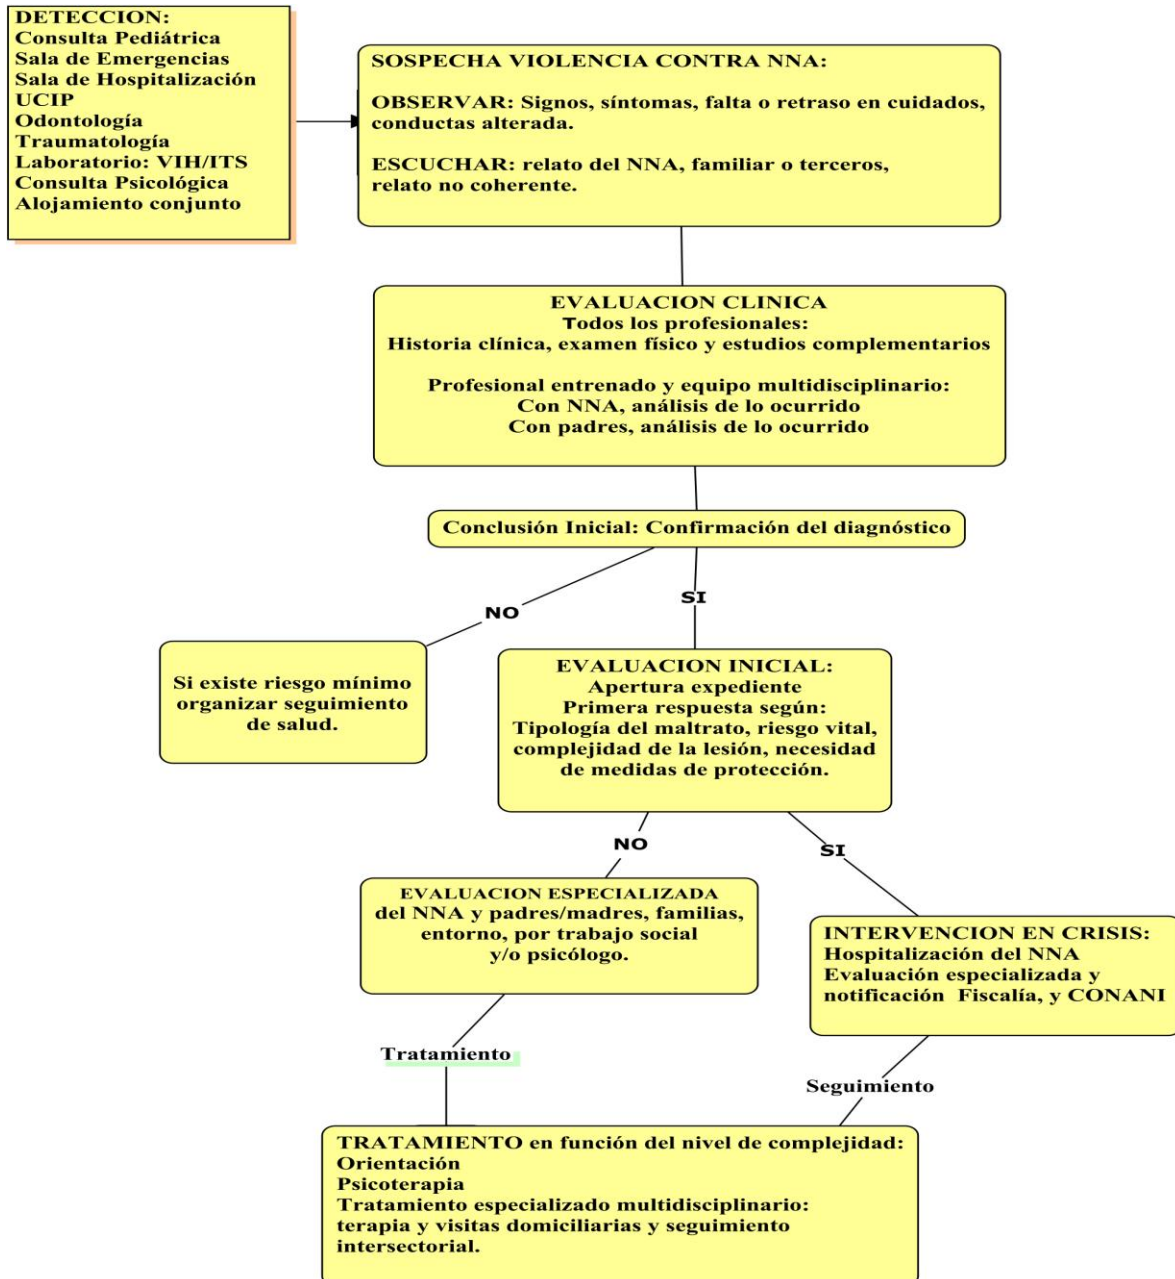 DETECCION:
Consulta Pediátrica
Sala de Emergencias
Sala de Hospitalización
UCIP
Odontología
Traumatología
Laboratorio: VIH/ITS
Consulta Psicológica
Alojamiento conjunto
SOSPECHA VIOLENCIA CONTRA NNA:
OBSERVAR: Signos, síntomas, falta o retraso en cuidados,
conductas alterada.
ESCUCHAR: relato del NNA, familiar o terceros,
relato no coherente.
EVALUACION CLINICA
Todos los profesionales:
Historia clínica, examen físico y estudios complementarios
Profesional entrenado y equipo multidisciplinario:
Con NNA, análisis de lo ocurrido
Con padres, análisis de lo ocurrido
Conclusión Inicial: Confirmación del diagnóstico
NO
SI
Si existe riesgo mínimo
organizar seguimiento
de salud.
EVALUACION INICIAL:
Apertura expediente
Primera respuesta según:
Tipología del maltrato, riesgo vital,
complejidad de la lesión, necesidad
de medidas de protección.
NO
SI
EVALUACION ESPECIALIZADA
del NNA y padres/madres, familias,
entorno, por trabajo social
y/o psicólogo.
INTERVENCION EN CRISIS:
Hospitalización del NNA
Evaluación especializada y
notificación Fiscalía, y CONANI
Tratamiento
Seguimiento
TRATAMIENTO en función del nivel de complejidad:
Orientación
Psicoterapia
Tratamiento especializado multidisciplinario:
terapia y visitas domiciliarias y seguimiento
intersectorial.